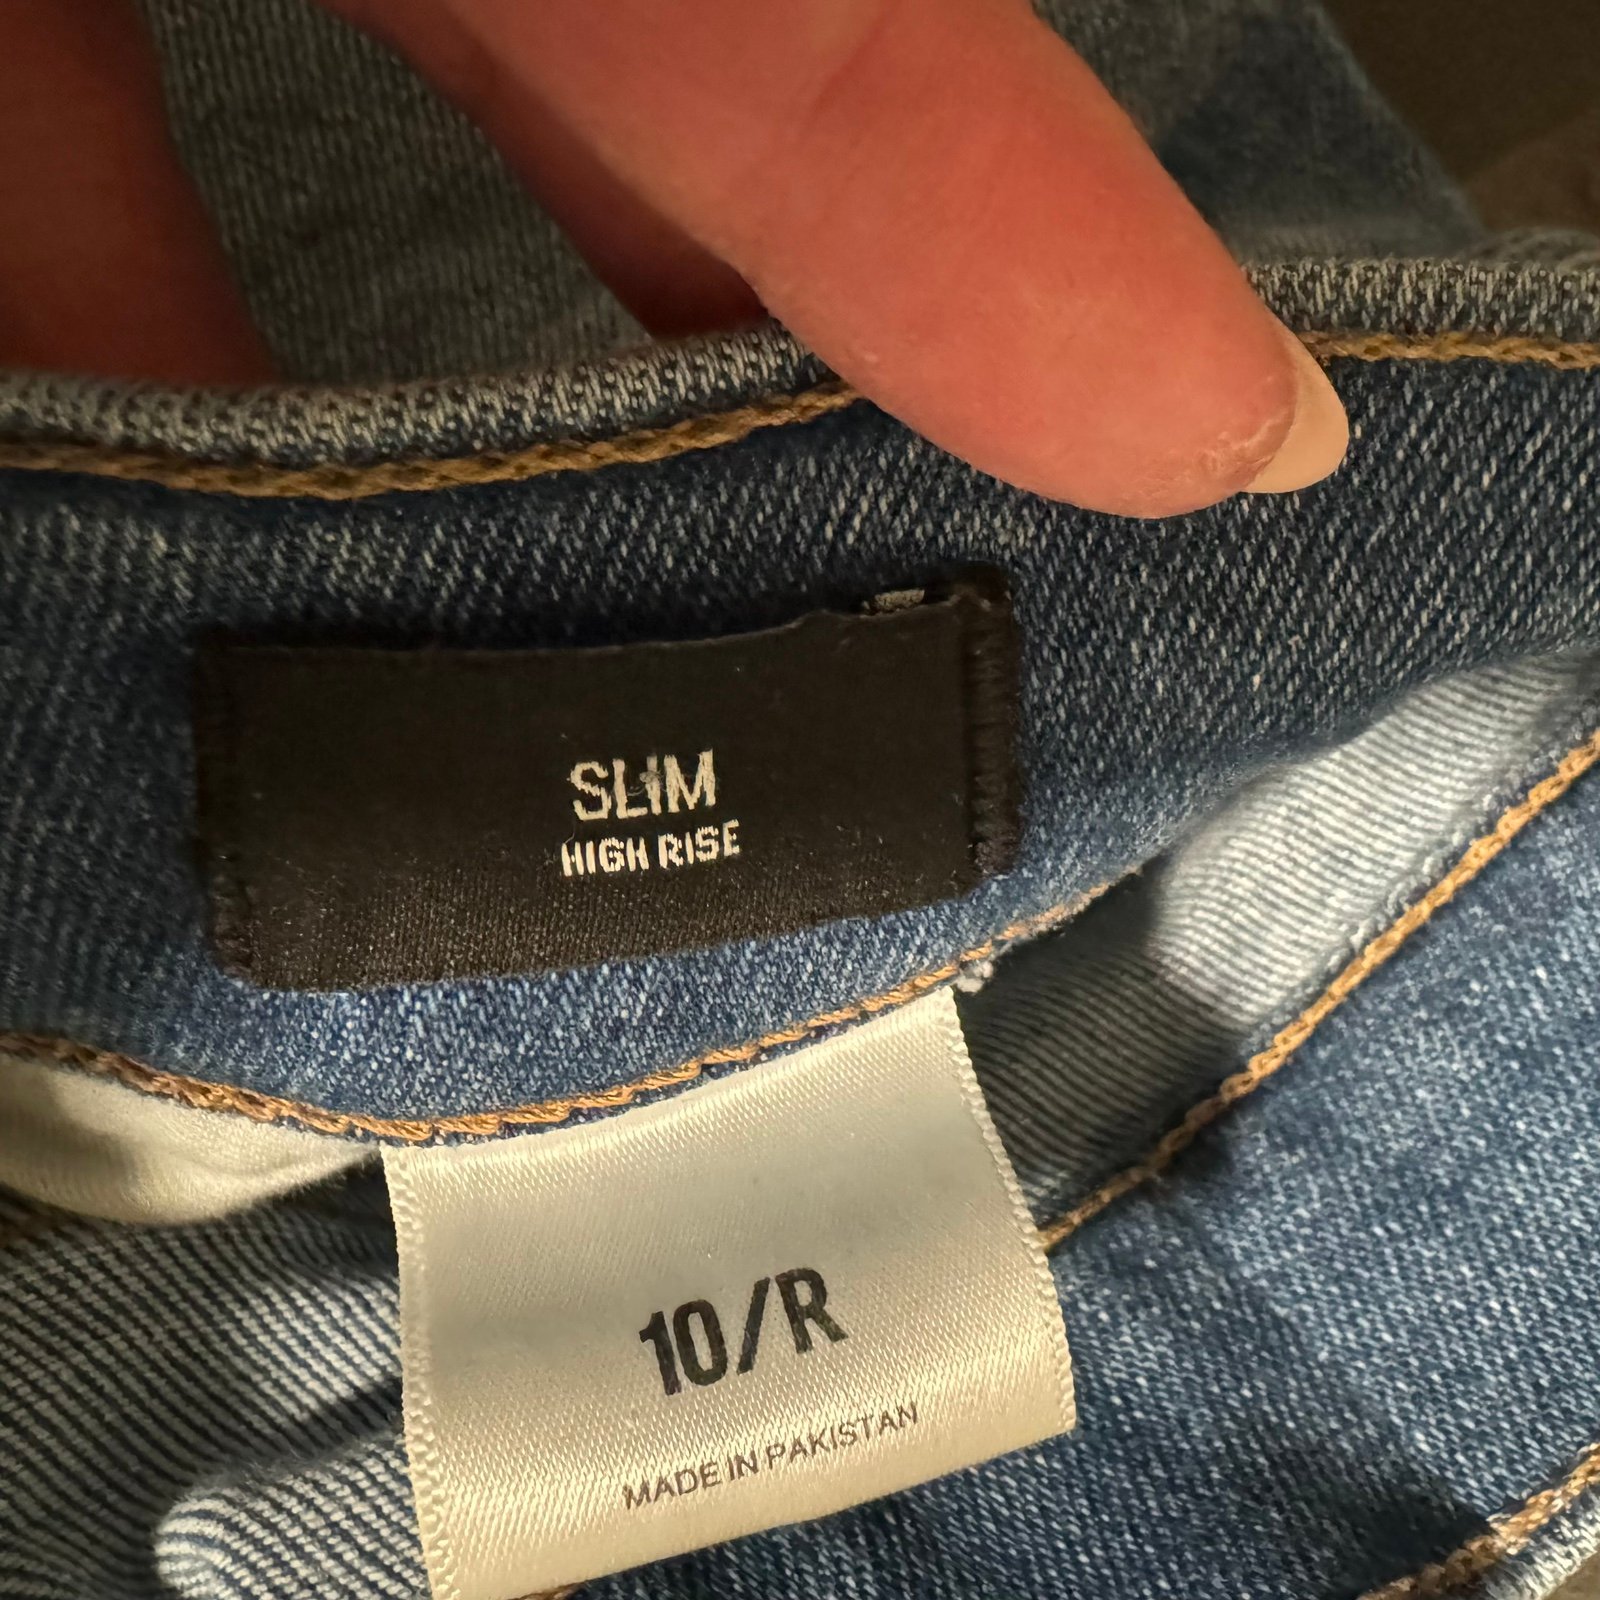 SLIM
HIGH RISE
10/R
MADE IN PAKISTAN